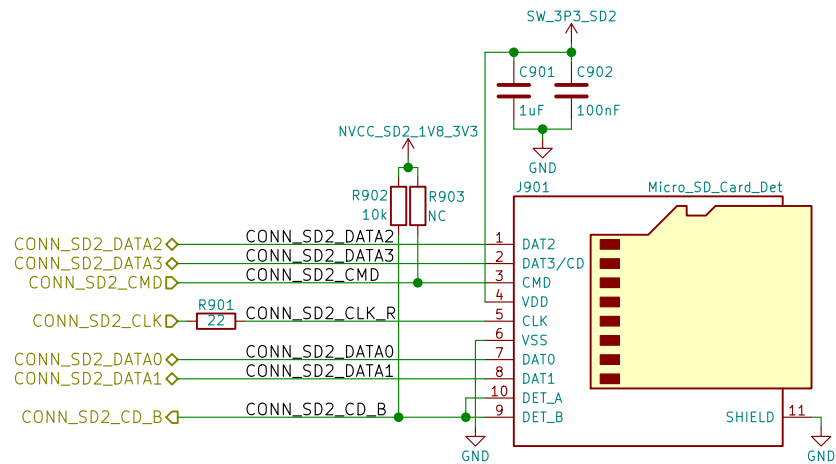 SW_3P3_SD2
C901
1uF
C902
100nF
GND
NVCC_SD2_1V8_3V3
R902
10k
R903
NC
J901
Micro_SD_Card_Det
CONN_SD2_DATA2 CONN_SD2_DATA2 1 DAT2
CONN_SD2_DATA3 CONN_SD2_DATA3 2 DAT3/CD
CONN_SD2_CMD CONN_SD2_CMD 3 CMD
4 VDD
R901
CONN_SD2_CLK 22 CONN_SD2_CLK_R 5 CLK
6 VSS
CONN_SD2_DATA0 CONN_SD2_DATA0 7 DAT0
CONN_SD2_DATA1 CONN_SD2_DATA1 8 DAT1
10 DET_A
CONN_SD2_CD_B CONN_SD2_CD_B 9 DET_B
SHIELD 11
GND
GND